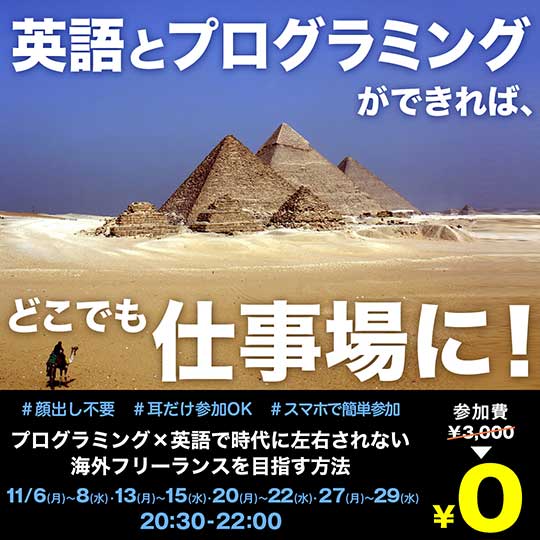 英語とプログラミング
ができれば、
どこでも仕事場に!
#顔出し不要 #耳だけ参加OK #スマホで簡単参加
プログラミング×英語で時代に左右されない
海外フリーランスを目指す方法
11/6(月)~8(水)・13(月)~15(水)・20(月)~22(水)・27(月)~29(水)
20:30-22:00
参加費
¥3,000
¥0